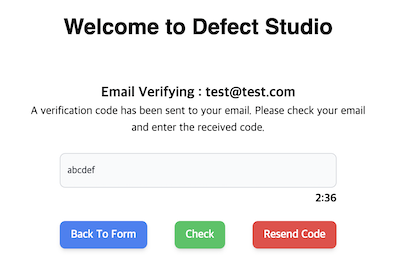 Welcome to Defect Studio
Email Verifying : test@test.com
A verification code has been sent to your email. Please check your email
and enter the received code.
abcdef
2:36
Back To Form
Check
Resend Code